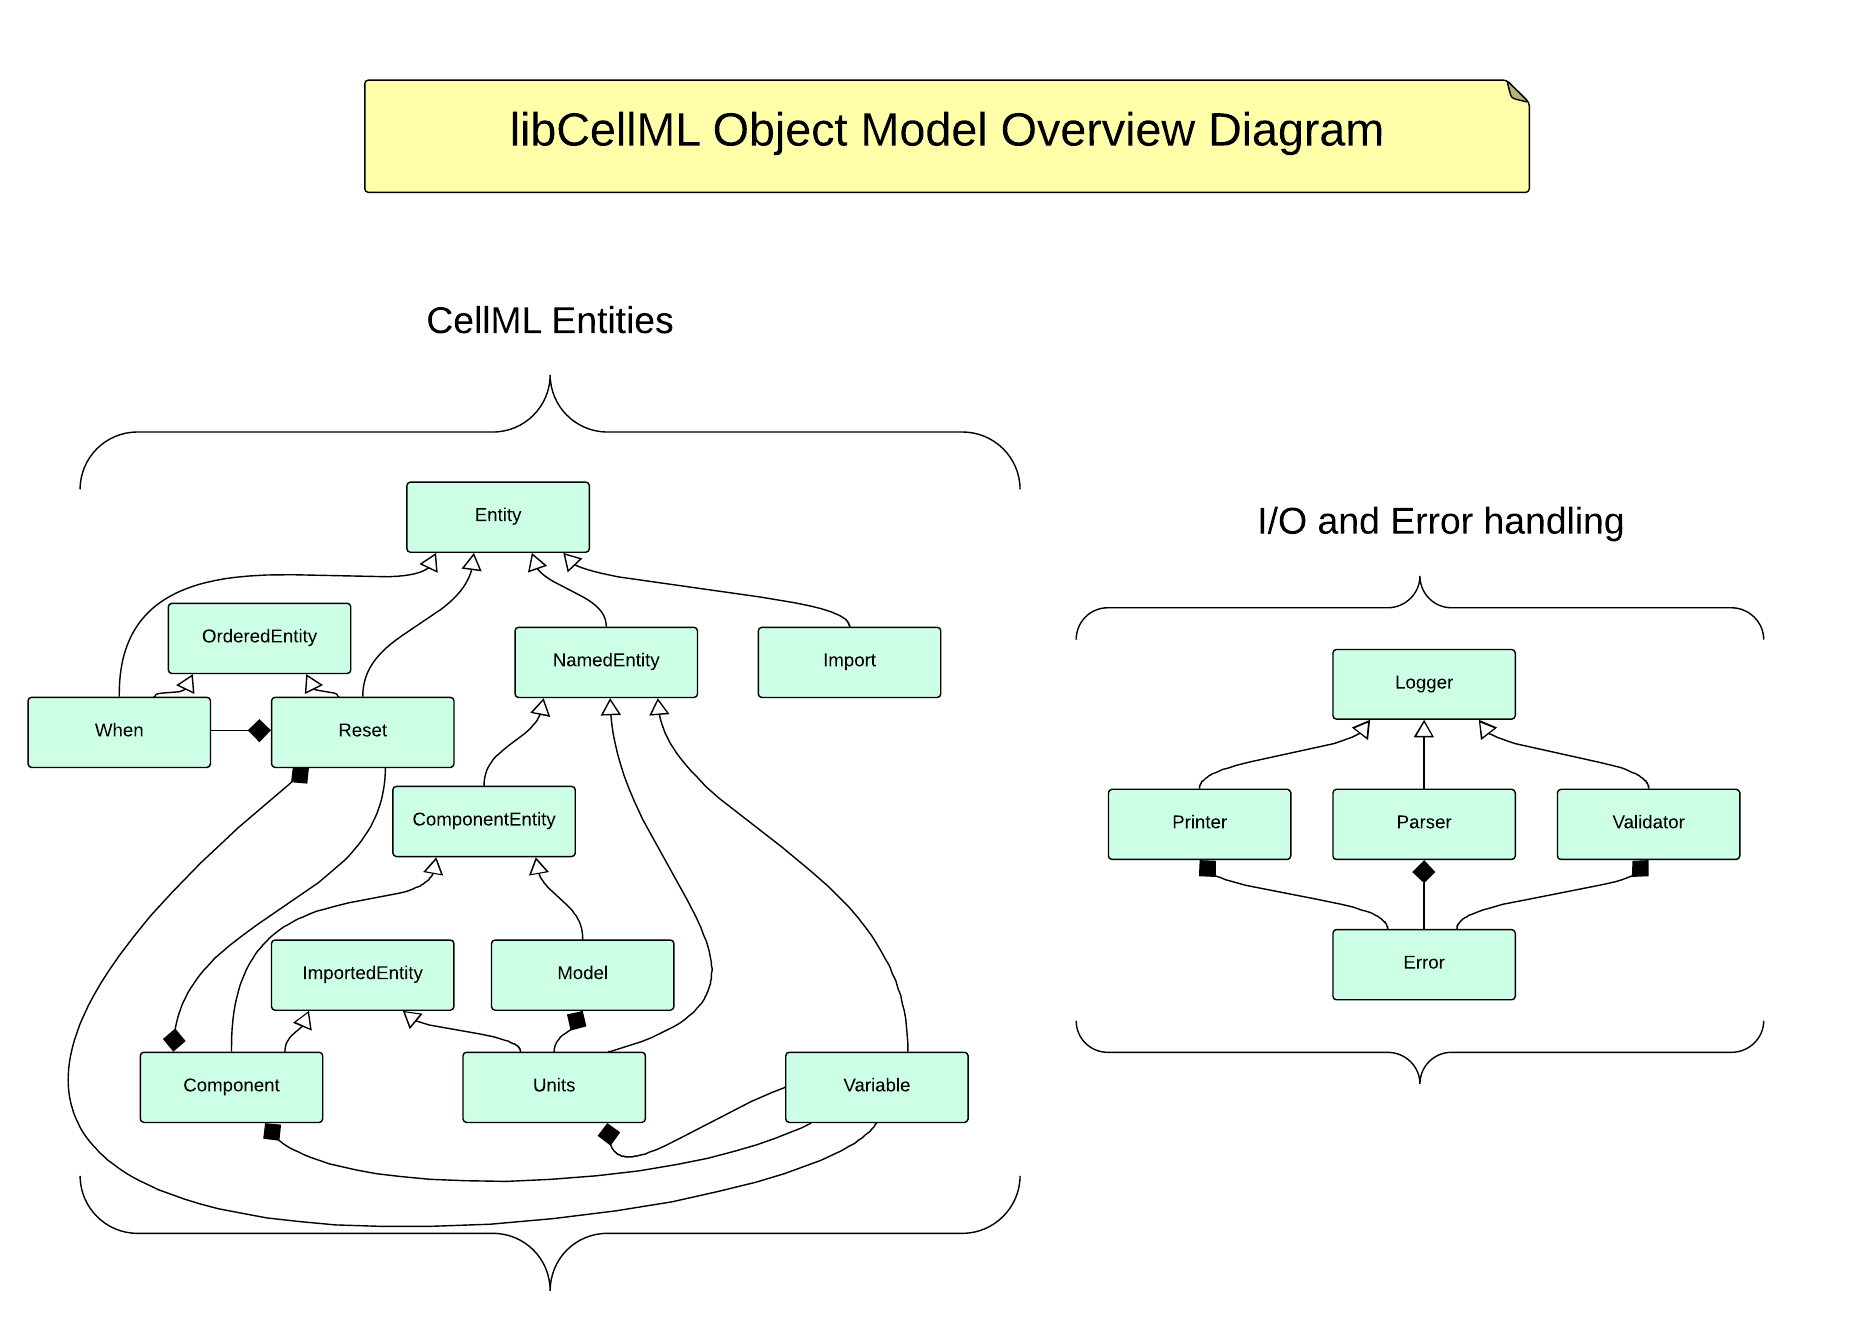 libCellML Object Model Overview Diagram
CellML Entities
I/O and Error handling
Entity
OrderedEntity
NamedEntity
Import
When
Reset
ComponentEntity
ImportedEntity
Model
Component
Units
Variable
Logger
Printer
Parser
Validator
Error